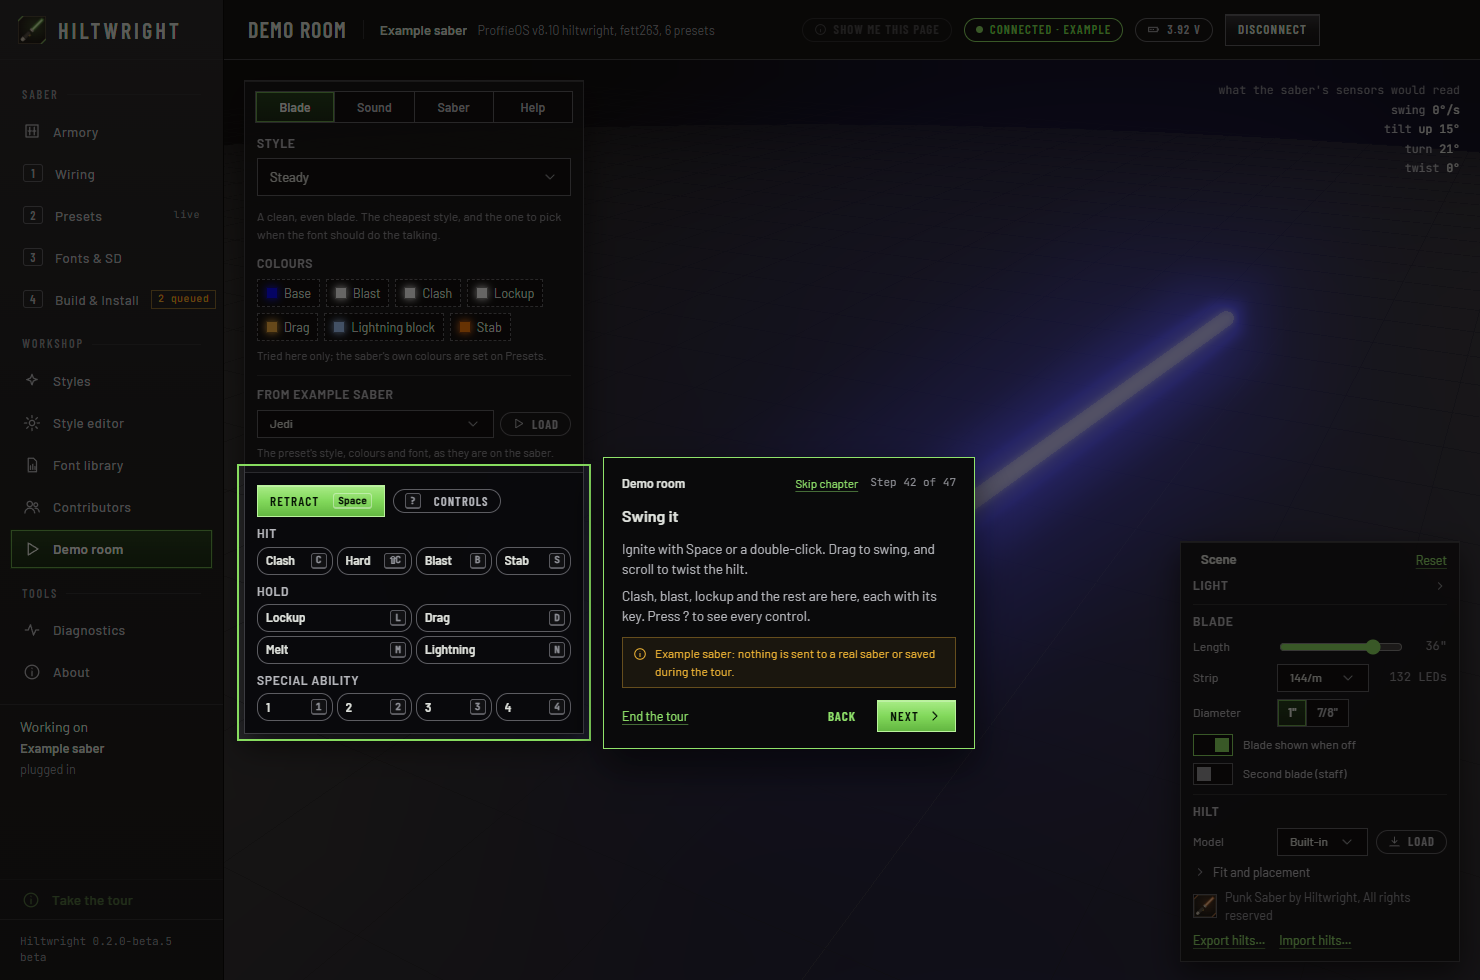 HILTWRIGHT
DEMO ROOM
Example saber
ProffieOS v8.10 hiltwright, fett263, 6 presets
SHOW ME THIS PAGE
CONNECTED · EXAMPLE
3.92 V
DISCONNECT
SABER
Armory
1 Wiring
2 Presets live
3 Fonts & SD
4 Build & Install 2 queued
WORKSHOP
Styles
Style editor
Font library
Contributors
Demo room
TOOLS
Diagnostics
About
Working on
Example saber
plugged in
Take the tour
Hiltwright 0.2.0-beta.5
beta
Blade Sound Saber Help
STYLE
Steady
A clean, even blade. The cheapest style, and the one to pick
when the font should do the talking.
COLOURS
Base Blast Clash Lockup
Drag Lightning block Stab
Tried here only; the saber's own colours are set on Presets.
FROM EXAMPLE SABER
Jedi LOAD
The preset's style, colours and font, as they are on the saber.
RETRACT Space ? CONTROLS
HIT
Clash C Hard ⇧C Blast B Stab S
HOLD
Lockup L Drag D
Melt M Lightning N
SPECIAL ABILITY
1 1 2 2 3 3 4 4
Demo room Skip chapter Step 42 of 47
Swing it
Ignite with Space or a double-click. Drag to swing, and
scroll to twist the hilt.
Clash, blast, lockup and the rest are here, each with its
key. Press ? to see every control.
Example saber: nothing is sent to a real saber or saved
during the tour.
End the tour BACK NEXT
what the saber's sensors would read
swing 0°/s
tilt up 15°
turn 21°
twist 0°
Scene Reset
LIGHT
BLADE
Length 36"
Strip 144/m 132 LEDs
Diameter 1" 7/8"
Blade shown when off
Second blade (staff)
HILT
Model Built-in LOAD
Fit and placement
Punk Saber by Hiltwright, All rights
reserved
Export hilts... Import hilts...